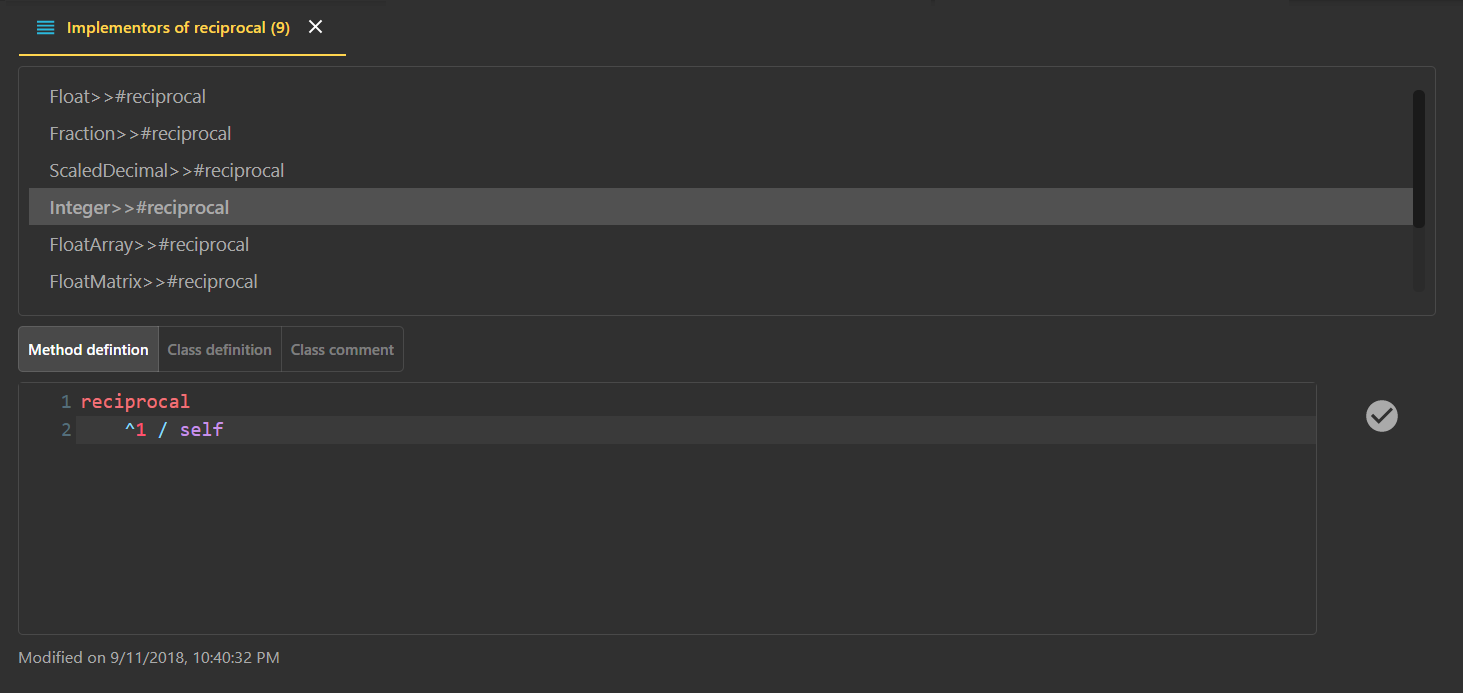 Implementors of reciprocal (9)
Float>>#reciprocal
Fraction>>#reciprocal
ScaledDecimal>>#reciprocal
Integer>>#reciprocal
FloatArray>>#reciprocal
FloatMatrix>>#reciprocal
Method defintion Class definition Class comment
1 reciprocal
2 ^1 / self
Modified on 9/11/2018, 10:40:32 PM